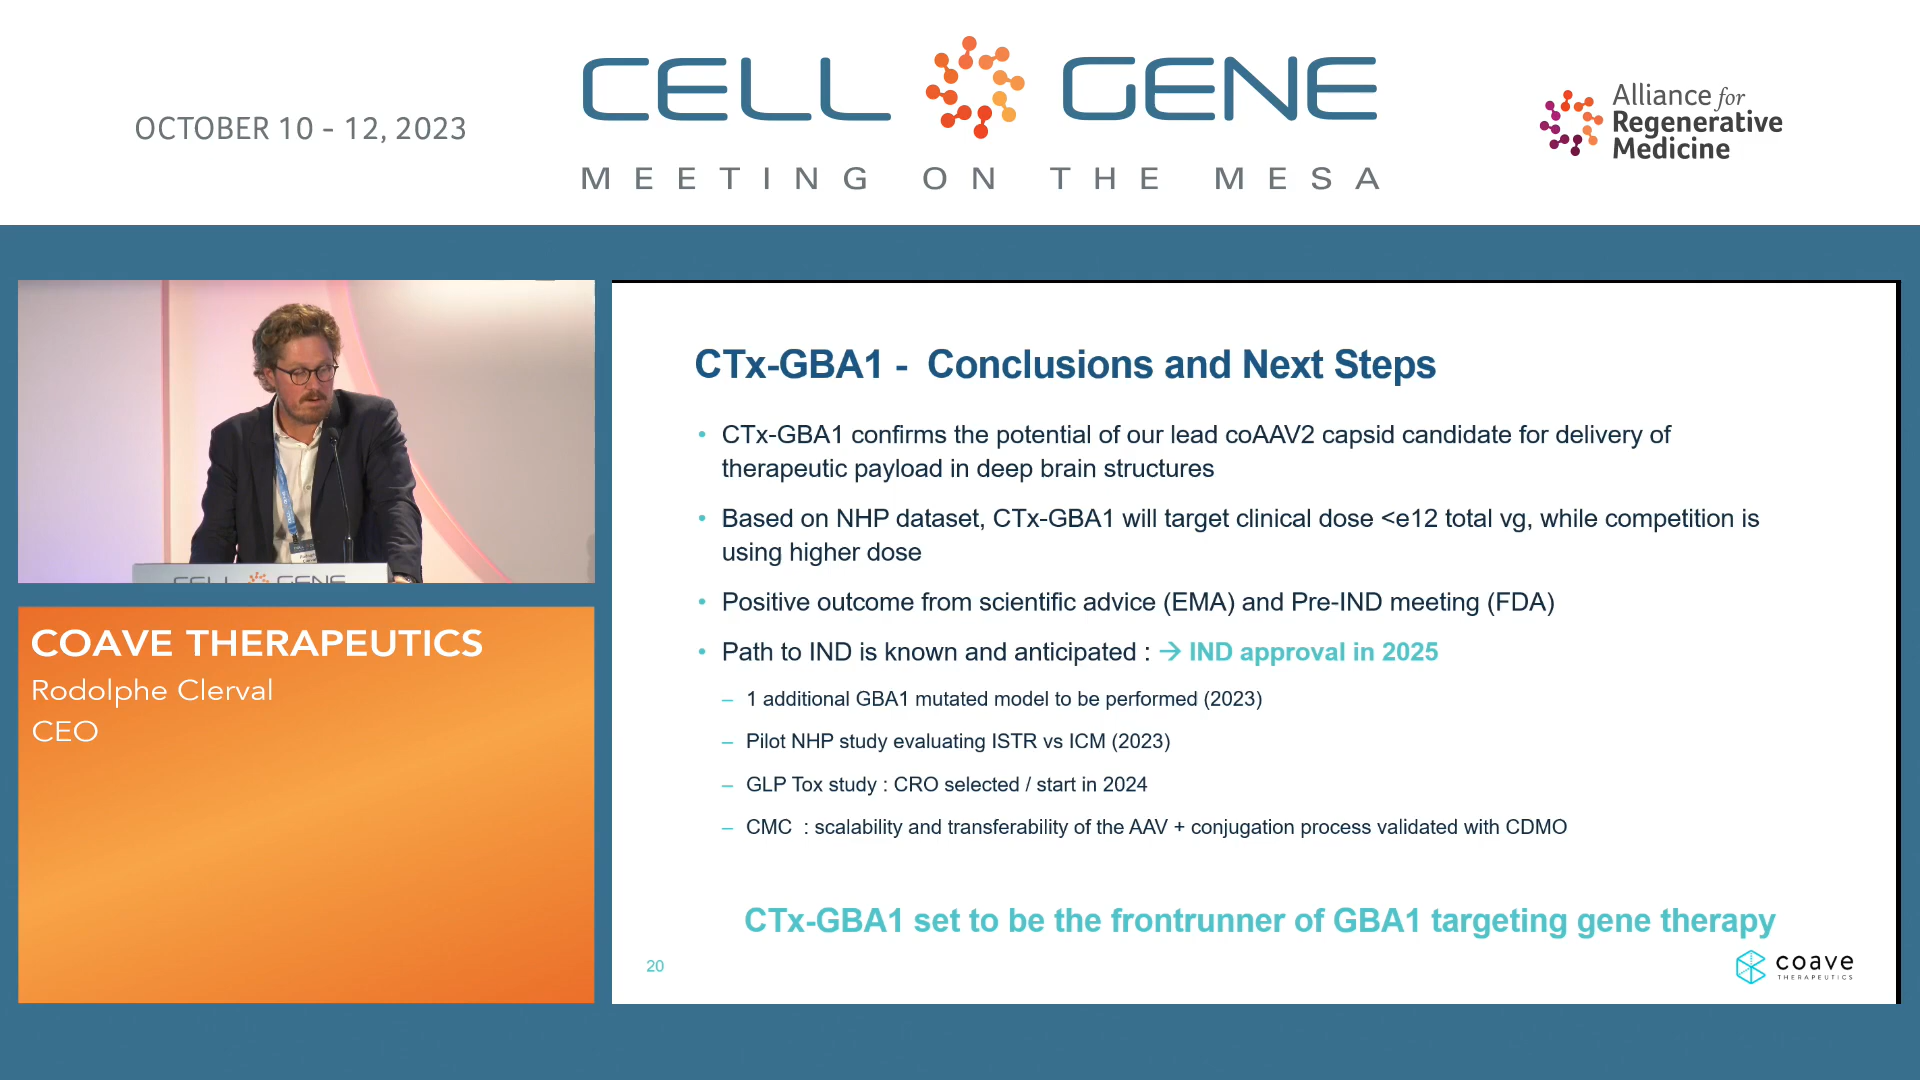 OCTOBER 10 - 12, 2023
CELL GENE
MEETING ON THE MESA
Alliance for
Regenerative
Medicine
CELL GENE
COAVE THERAPEUTICS
Rodolphe Clerval
CEO
CTx-GBA1 - Conclusions and Next Steps
• CTx-GBA1 confirms the potential of our lead coAAV2 capsid candidate for delivery of
therapeutic payload in deep brain structures
• Based on NHP dataset, CTx-GBA1 will target clinical dose <e12 total vg, while competition is
using higher dose
• Positive outcome from scientific advice (EMA) and Pre-IND meeting (FDA)
• Path to IND is known and anticipated : → IND approval in 2025
– 1 additional GBA1 mutated model to be performed (2023)
– Pilot NHP study evaluating ISTR vs ICM (2023)
– GLP Tox study : CRO selected / start in 2024
– CMC : scalability and transferability of the AAV + conjugation process validated with CDMO
CTx-GBA1 set to be the frontrunner of GBA1 targeting gene therapy
20
coave
THERAPEUTICS